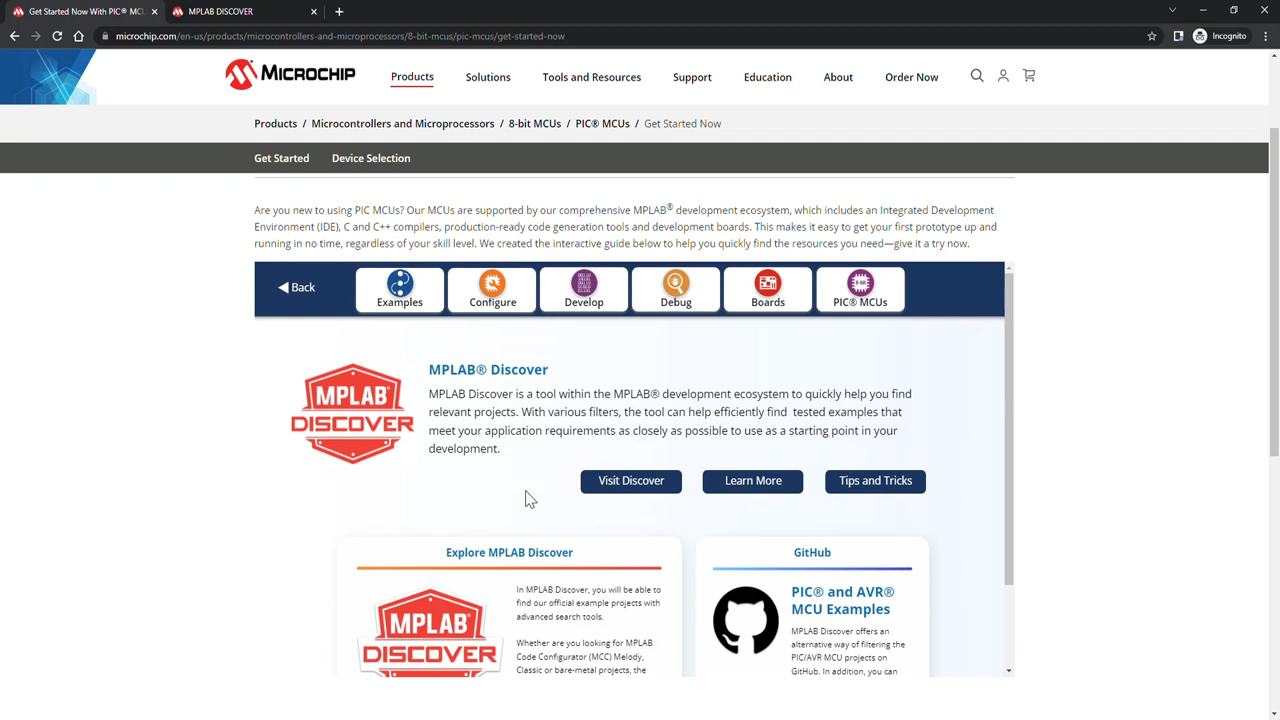 Get Started Now With PIC® MCU
MPLAB DISCOVER
microchip.com/en-us/products/microcontrollers-and-microprocessors/8-bit-mcus/pic-mcus/get-started-now
Incognito
MICROCHIP
Products
Solutions
Tools and Resources
Support
Education
About
Order Now
Products / Microcontrollers and Microprocessors / 8-bit MCUs / PIC® MCUs / Get Started Now
Get Started
Device Selection
Are you new to using PIC MCUs? Our MCUs are supported by our comprehensive MPLAB® development ecosystem, which includes an Integrated Development
Environment (IDE), C and C++ compilers, production-ready code generation tools and development boards. This makes it easy to get your first prototype up and
running in no time, regardless of your skill level. We created the interactive guide below to help you quickly find the resources you need—give it a try now.
Back
Examples
Configure
Develop
Debug
Boards
PIC® MCUs
MPLAB®
DISCOVER
MPLAB® Discover
MPLAB Discover is a tool within the MPLAB® development ecosystem to quickly help you find
relevant projects. With various filters, the tool can help efficiently find tested examples that
meet your application requirements as closely as possible to use as a starting point in your
development.
Visit Discover
Learn More
Tips and Tricks
Explore MPLAB Discover
MPLAB®
DISCOVER
In MPLAB Discover, you will be able to
find our official example projects with
advanced search tools.
Whether are you looking for MPLAB
Code Configurator (MCC) Melody,
Classic or bare-metal projects, the
GitHub
PIC® and AVR®
MCU Examples
MPLAB Discover offers an
alternative way of filtering the
PIC/AVR MCU projects on
GitHub. In addition, you can